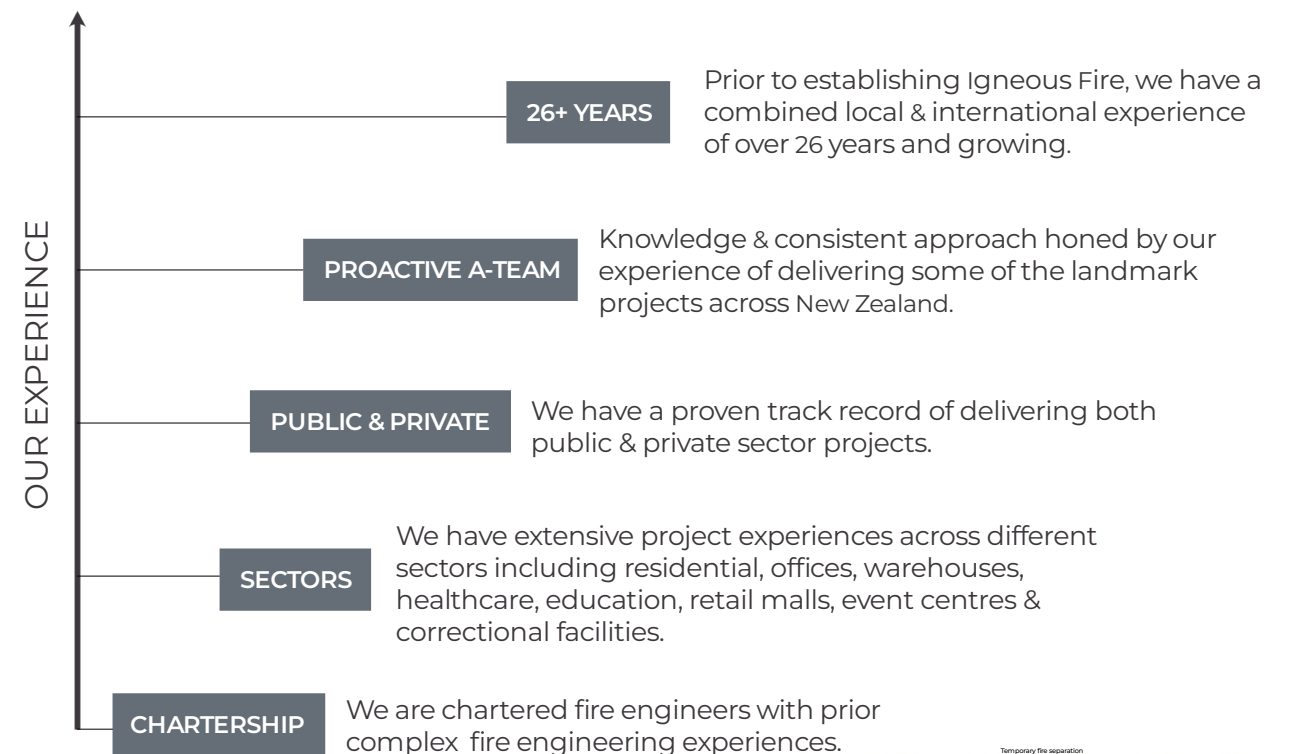 OUR EXPERIENCE
26+ YEARS
Prior to establishing Igneous Fire, we have a
combined local & international experience
of over 26 years and growing.
PROACTIVE A-TEAM
Knowledge & consistent approach honed by our
experience of delivering some of the landmark
projects across New Zealand.
PUBLIC & PRIVATE
We have a proven track record of delivering both
public & private sector projects.
SECTORS
We have extensive project experiences across different
sectors including residential, offices, warehouses,
healthcare, education, retail malls, event centres &
correctional facilities.
CHARTERSHIP
We are chartered fire engineers with prior
complex fire engineering experiences.
Temporary fire separation